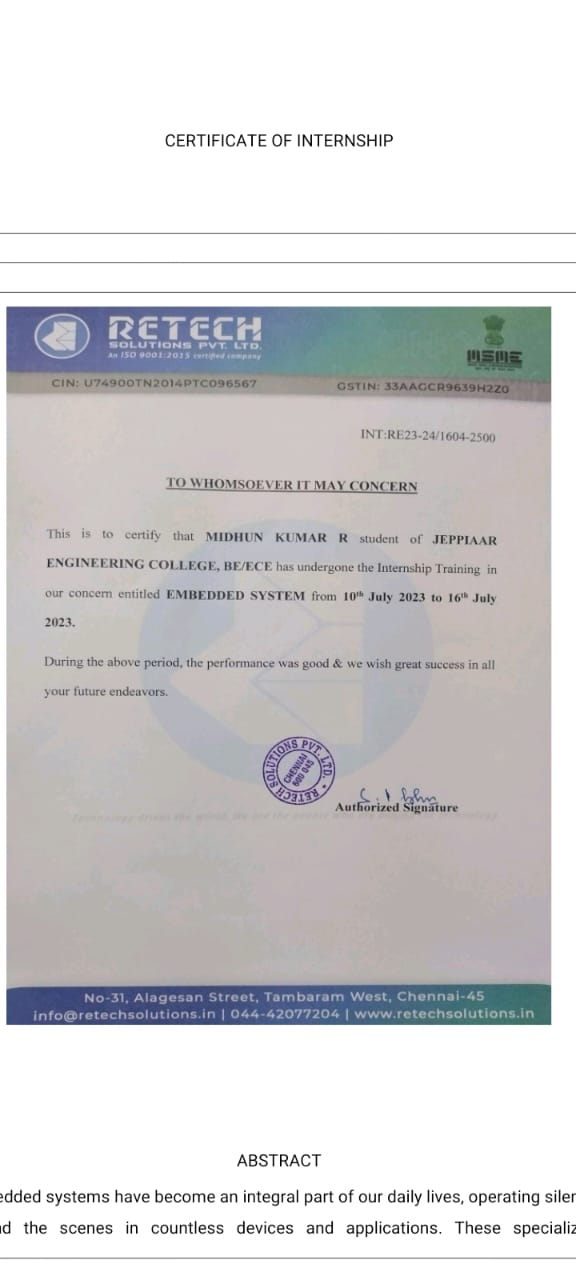 CERTIFICATE OF INTERNSHIP
RETECH
SOLUTIONS PVT. LTD.
An ISO 9001:2015 certified company
MSME
CIN: U74900TN2014PTC096567
GSTIN: 33AAGCR9639H2Z0
INT:RE23-24/1604-2500
TO WHOMSOEVER IT MAY CONCERN
This is to certify that MIDHUN KUMAR R student of JEPPIAAR
ENGINEERING COLLEGE, BE/ECE has undergone the Internship Training in
our concern entitled EMBEDDED SYSTEM from 10th July 2023 to 16th July
2023.
During the above period, the performance was good & we wish great success in all
your future endeavors.
RETECH SOLUTIONS PVT. LTD.
CHENNAI
600 045
Authorized Signature
Technology drives the world, We are the people who are
No-31, Alagesan Street, Tambaram West, Chennai-45
info@retechsolutions.in | 044-42077204 | www.retechsolutions.in
ABSTRACT
edded systems have become an integral part of our daily lives, operating silen
nd the scenes in countless devices and applications. These specializ